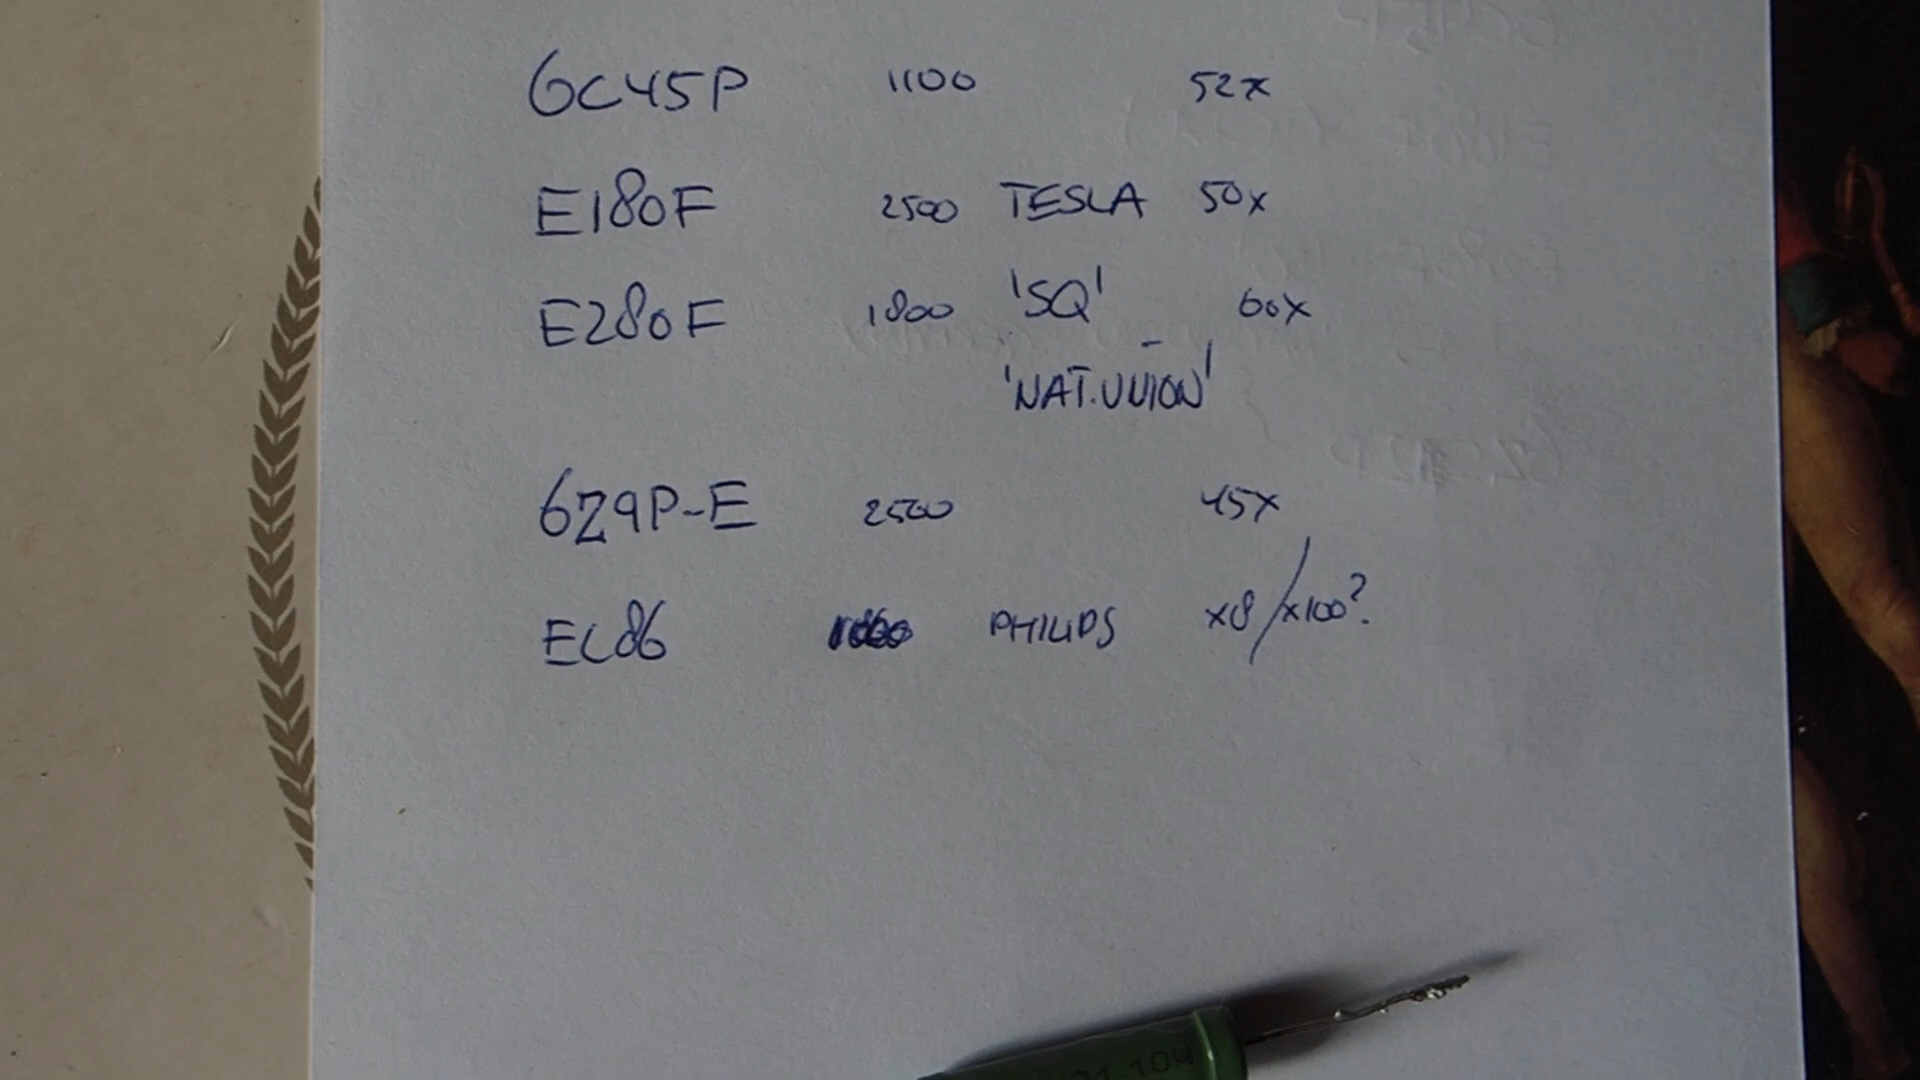 6C45P 1100 52x
E180F 2500 TESLA 50x
E280F 1800 'SQ' 60x
'NAT.UNION'
6Z9P-E 2500 45x
EC86 PHILIPS x8/x100?
10W